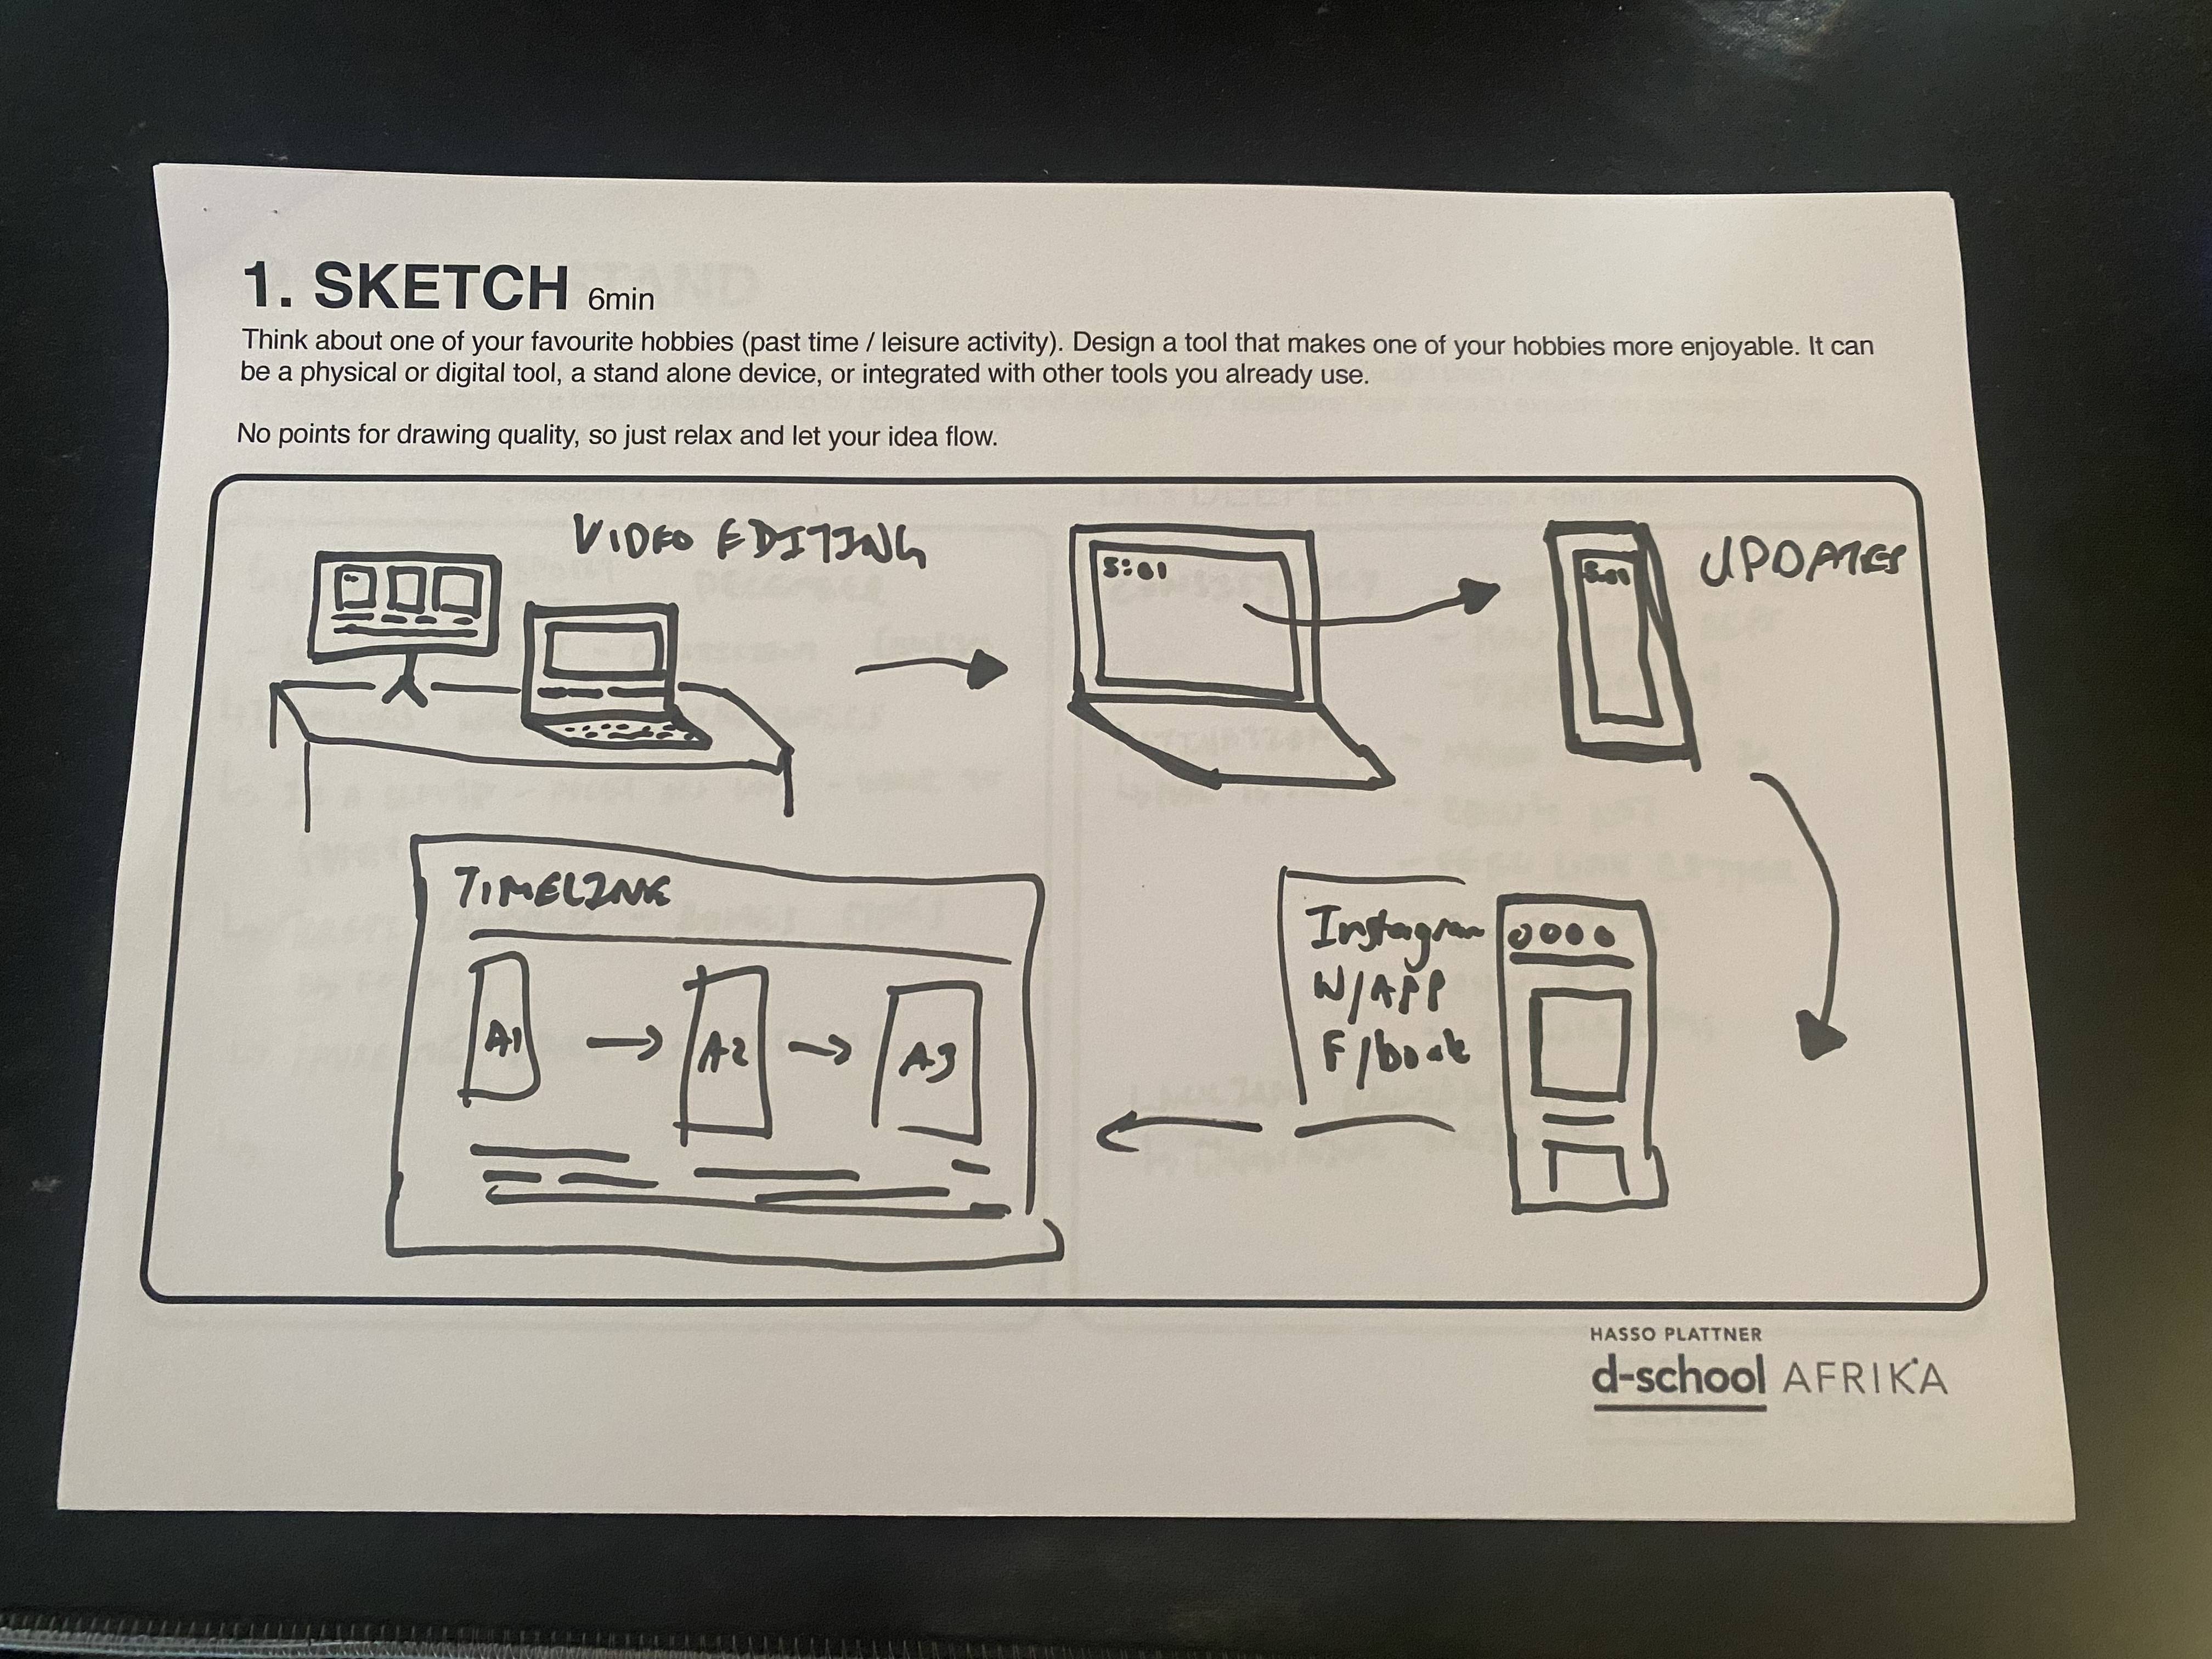 1. SKETCH 6min
Think about one of your favourite hobbies (past time / leisure activity). Design a tool that makes one of your hobbies more enjoyable. It can
be a physical or digital tool, a stand alone device, or integrated with other tools you already use.
No points for drawing quality, so just relax and let your idea flow.
VIDEO EDITING
5:01
5:01
UPDATES
TIMELINE
A1
A2
A3
Instagram
W/APP
F/book
HASSO PLATTNER
d-school AFRIKA